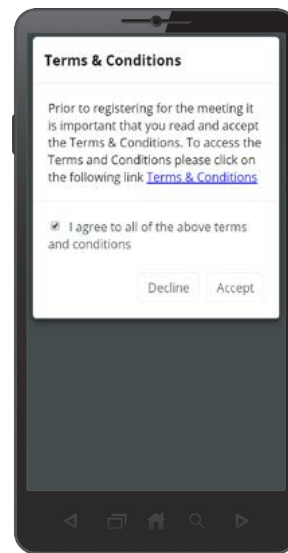 Terms & Conditions
Prior to registering for the meeting it
is important that you read and accept
the Terms & Conditions. To access the
Terms and Conditions please click on
the following link Terms & Conditions
I agree to all of the above terms
and conditions
Decline Accept